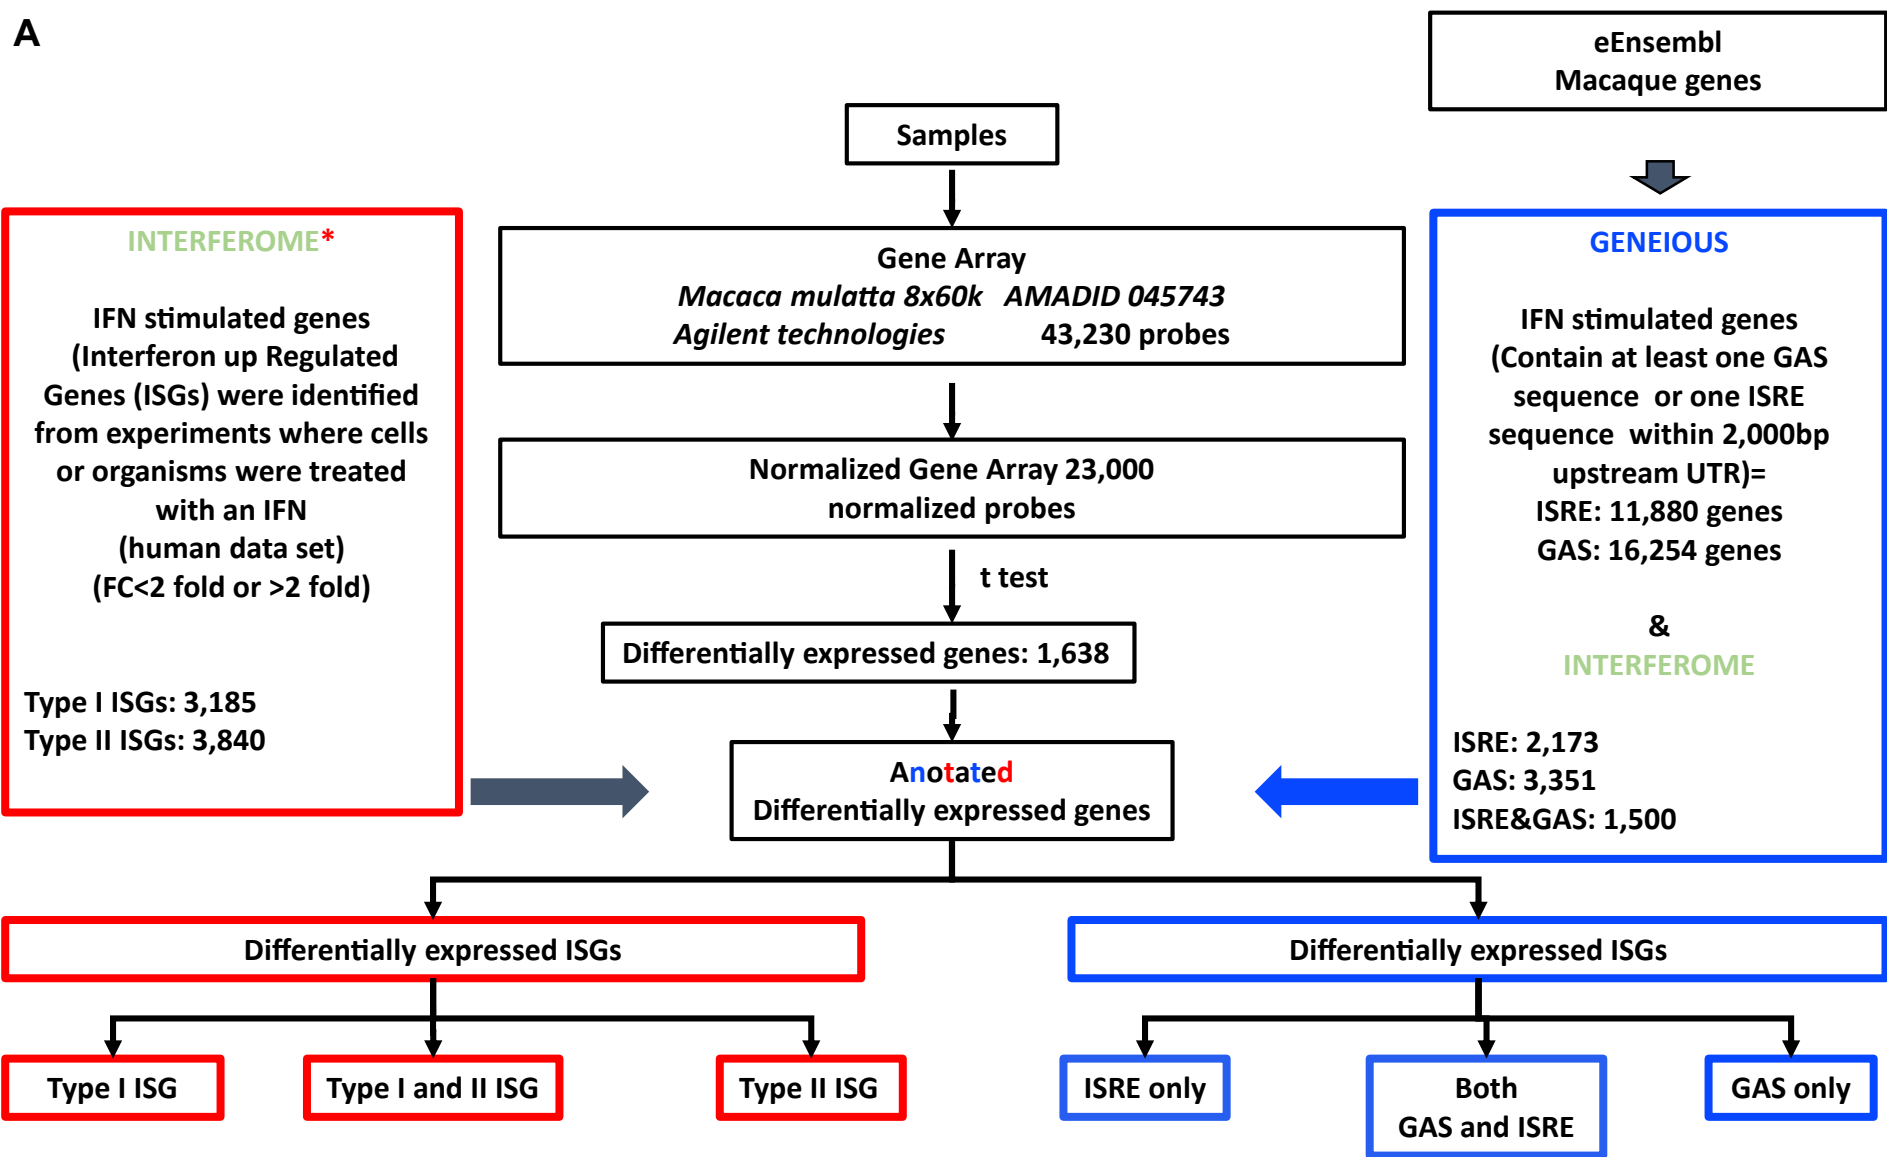 A
eEnsembl
Macaque genes
Samples
INTERFEROME*
IFN stimulated genes
(Interferon up Regulated
Genes (ISGs) were identified
from experiments where cells
or organisms were treated
with an IFN
(human data set)
(FC<2 fold or >2 fold)
Type I ISGs: 3,185
Type II ISGs: 3,840
Gene Array
Macaca mulatta 8x60k AMADID 045743
Agilent technologies 43,230 probes
Normalized Gene Array 23,000
normalized probes
t test
Differentially expressed genes: 1,638
Anotated
Differentially expressed genes
GENEIOUS
IFN stimulated genes
(Contain at least one GAS
sequence or one ISRE
sequence within 2,000bp
upstream UTR)=
ISRE: 11,880 genes
GAS: 16,254 genes
&
INTERFEROME
ISRE: 2,173
GAS: 3,351
ISRE&GAS: 1,500
Differentially expressed ISGs
Differentially expressed ISGs
Type I ISG
Type I and II ISG
Type II ISG
ISRE only
Both
GAS and ISRE
GAS only